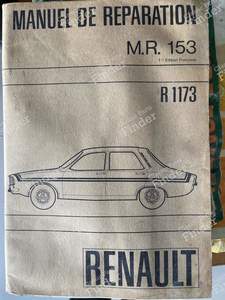 MANUEL DE REPARATION
M.R. 153
1re Edition Française
R 1173
RENAULT